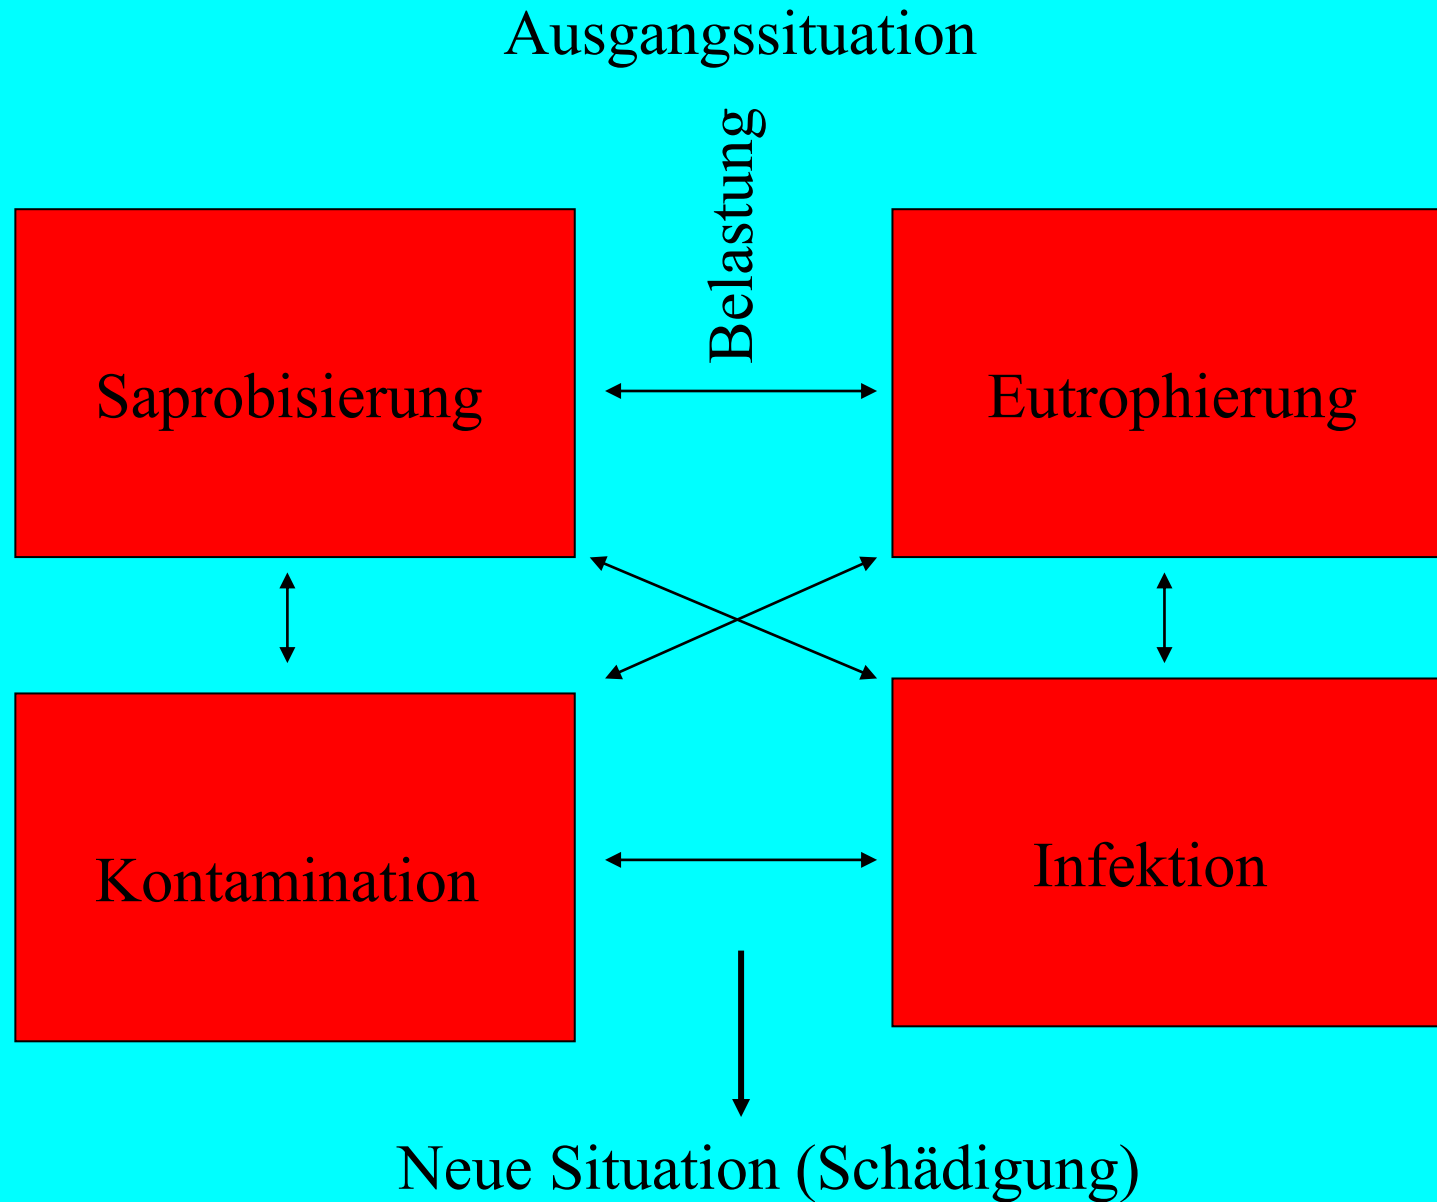 Ausgangssituation
Belastung
Saprobisierung
Eutrophierung
Kontamination
Infektion
Neue Situation (Schädigung)